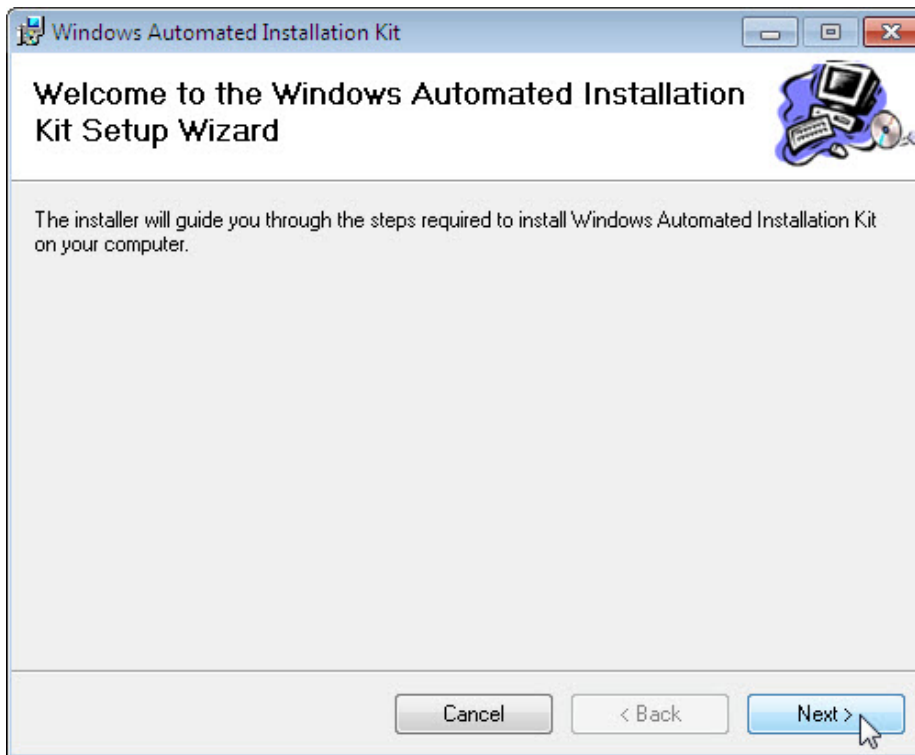 Windows Automated Installation Kit
Welcome to the Windows Automated Installation
Kit Setup Wizard
The installer will guide you through the steps required to install Windows Automated Installation Kit
on your computer.
Cancel
< Back
Next >